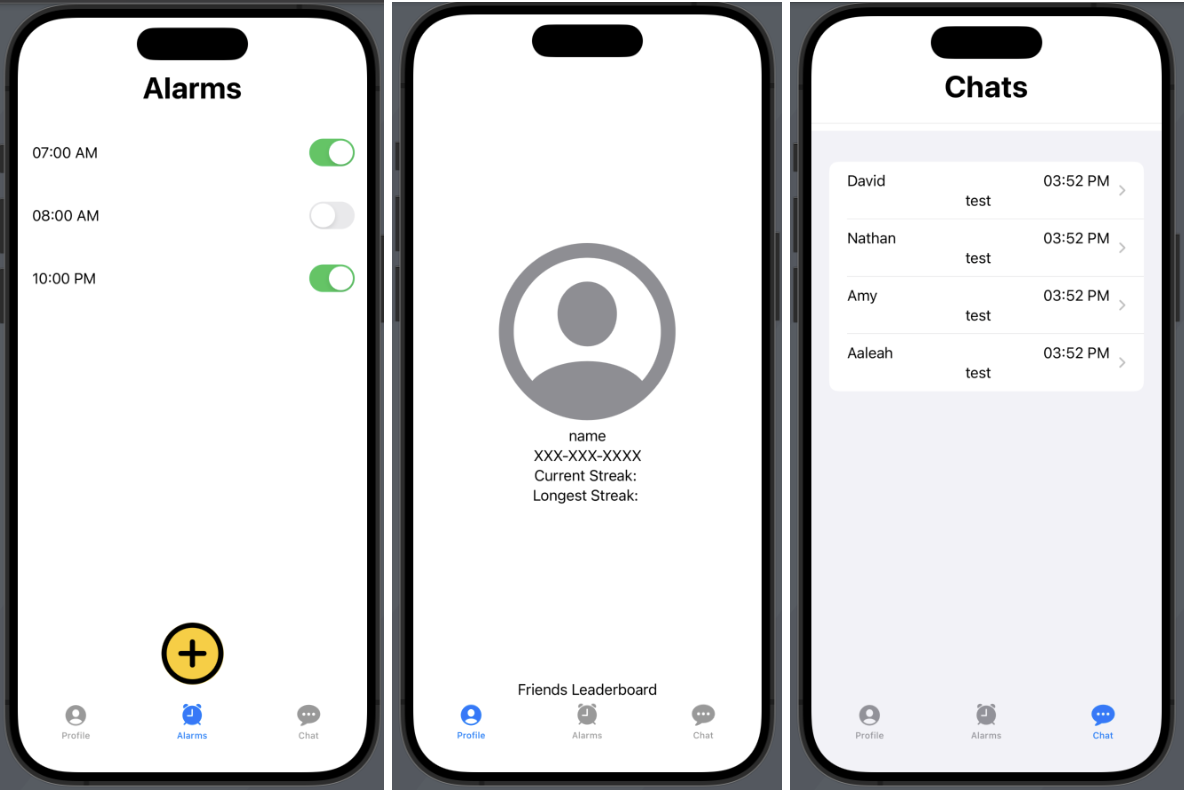 Alarms
07:00 AM
08:00 AM
10:00 PM
Profile Alarms Chat
name
XXX-XXX-XXXX
Current Streak:
Longest Streak:
Friends Leaderboard
Profile Alarms Chat
Chats
David 03:52 PM
test
Nathan 03:52 PM
test
Amy 03:52 PM
test
Aaleah 03:52 PM
test
Profile Alarms Chat